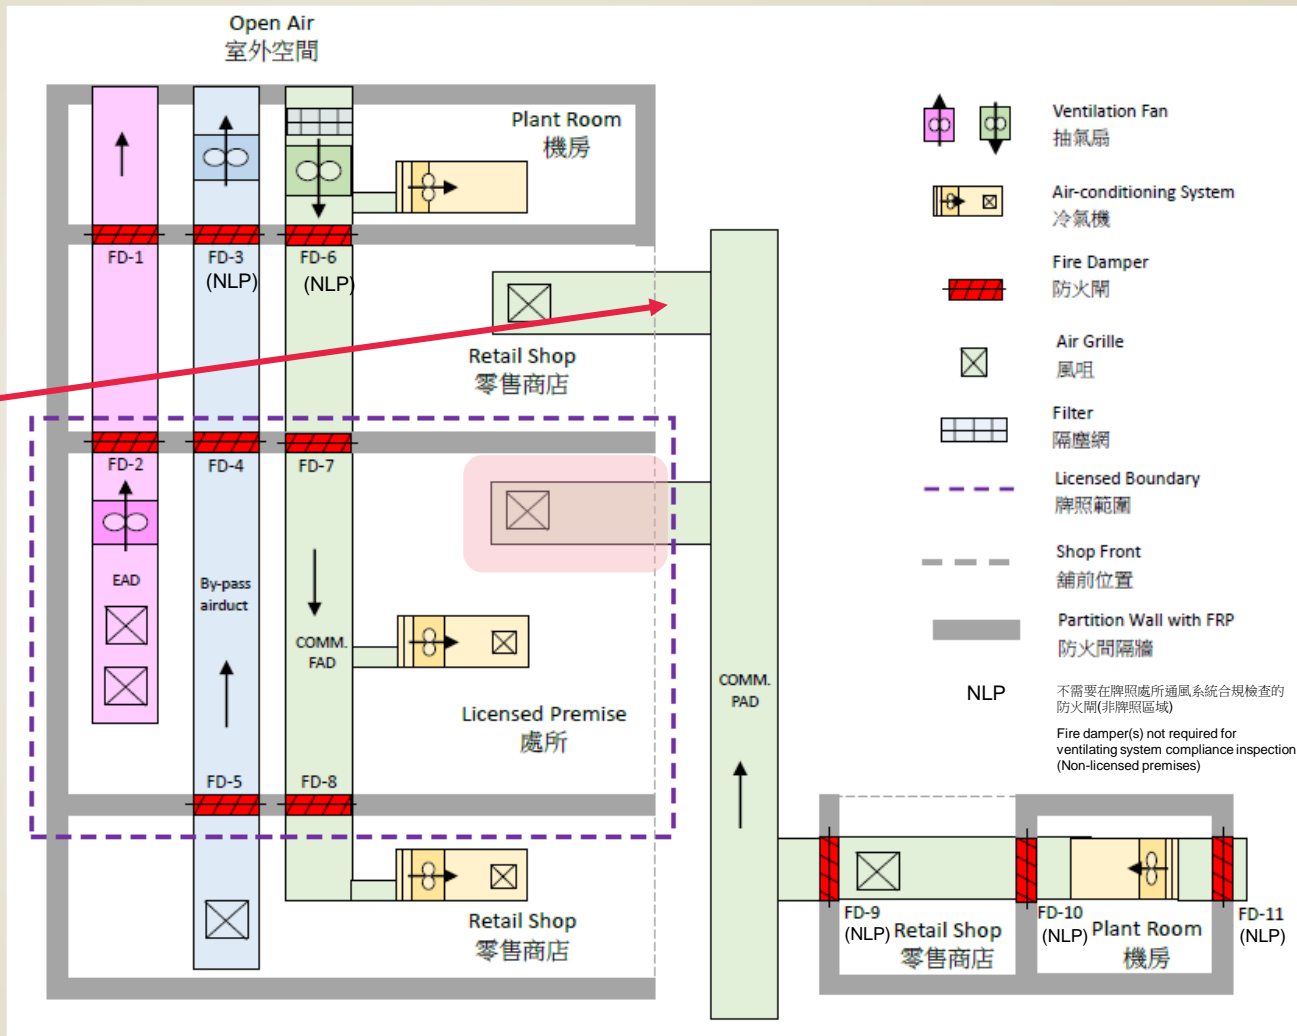 Open Air
室外空間
Plant Room
機房
FD-1
FD-3
(NLP)
FD-6
(NLP)
Retail Shop
零售商店
FD-2
FD-4
FD-7
EAD
By-pass
airduct
COMM.
FAD
Licensed Premise
處所
FD-5
FD-8
Retail Shop
零售商店
COMM.
PAD
FD-9
(NLP)
Retail Shop
零售商店
FD-10
(NLP)
Plant Room
機房
FD-11
(NLP)
Ventilation Fan
抽氣扇
Air-conditioning System
冷氣機
Fire Damper
防火閘
Air Grille
風咀
Filter
隔塵網
Licensed Boundary
牌照範圍
Shop Front
舖前位置
Partition Wall with FRP
防火間隔牆
NLP
不需要在牌照處所通風系統合規檢查的
防火閘(非牌照區域)
Fire damper(s) not required for
ventilating system compliance inspection
(Non-licensed premises)